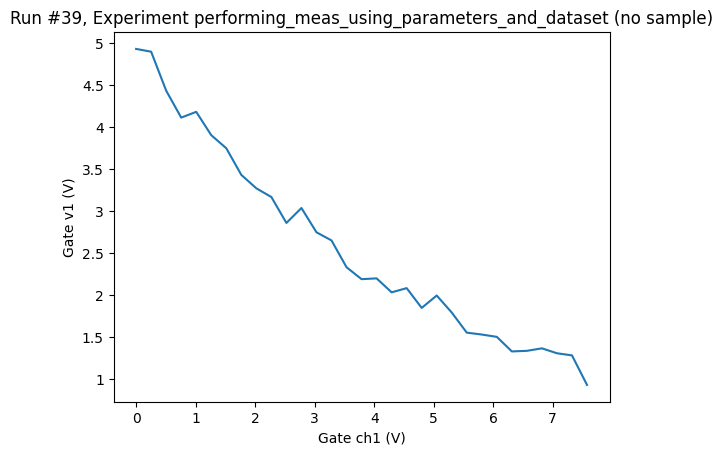 Run #39, Experiment performing_meas_using_parameters_and_dataset (no sample)
5
4.5
4
3.5
3
2.5
2
1.5
1
Gate v1 (V)
0 1 2 3 4 5 6 7
Gate ch1 (V)